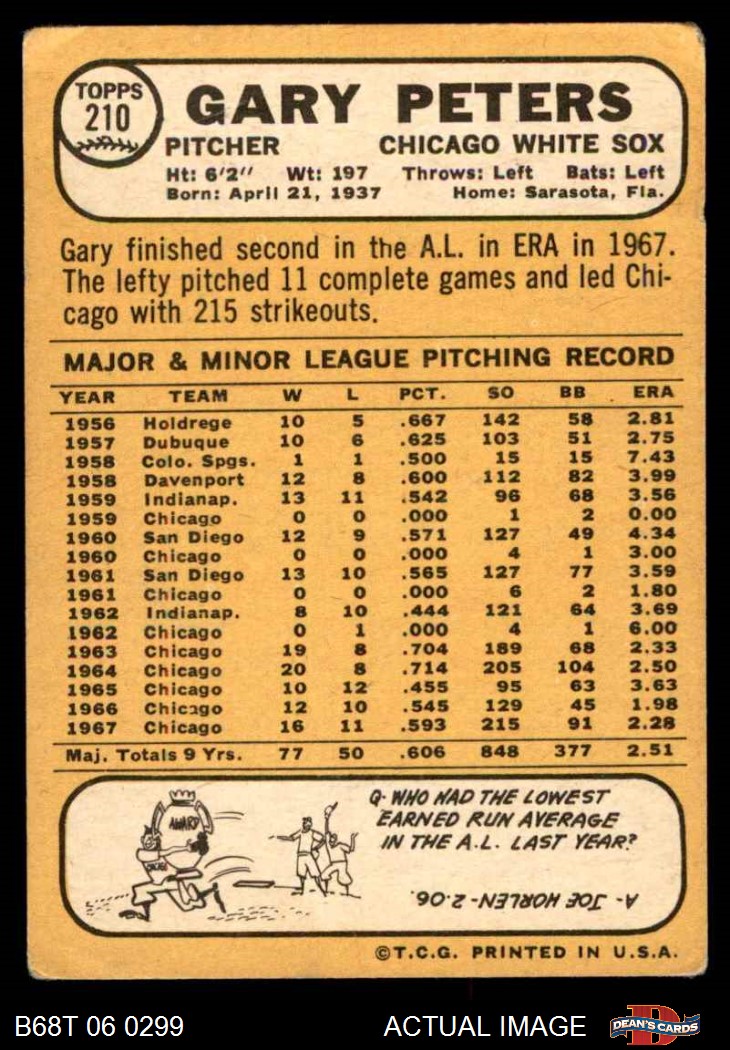 TOPPS
210
GARY PETERS
PITCHER CHICAGO WHITE SOX
Ht: 6'2" Wt: 197 Throws: Left Bats: Left
Born: April 21, 1937 Home: Sarasota, Fla.
Gary finished second in the A.L. in ERA in 1967.
The lefty pitched 11 complete games and led Chi-
cago with 215 strikeouts.
MAJOR & MINOR LEAGUE PITCHING RECORD
YEAR TEAM W L PCT. SO BB ERA
1956 Holdrege 10 5 .667 142 58 2.81
1957 Dubuque 10 6 .625 103 51 2.75
1958 Colo. Spgs. 1 1 .500 15 15 7.43
1958 Davenport 12 8 .600 112 82 3.99
1959 Indianap. 13 11 .542 96 68 3.56
1959 Chicago 0 0 .000 1 2 0.00
1960 San Diego 12 9 .571 127 49 4.34
1960 Chicago 0 0 .000 4 1 3.00
1961 San Diego 13 10 .565 127 77 3.59
1961 Chicago 0 0 .000 6 2 1.80
1962 Indianap. 8 10 .444 121 64 3.69
1962 Chicago 0 1 .000 4 1 6.00
1963 Chicago 19 8 .704 189 68 2.33
1964 Chicago 20 8 .714 205 104 2.50
1965 Chicago 10 12 .455 95 63 3.63
1966 Chicago 12 10 .545 129 45 1.98
1967 Chicago 16 11 .593 215 91 2.28
Maj. Totals 9 Yrs. 77 50 .606 848 377 2.51
AWARD
CHICAGO
Q- WHO HAD THE LOWEST
EARNED RUN AVERAGE
IN THE A.L. LAST YEAR?
A- JOE HORLEN-2.06.
©T.C.G. PRINTED IN U.S.A.
B68T 06 0299 ACTUAL IMAGE
DEAN'S CARDS